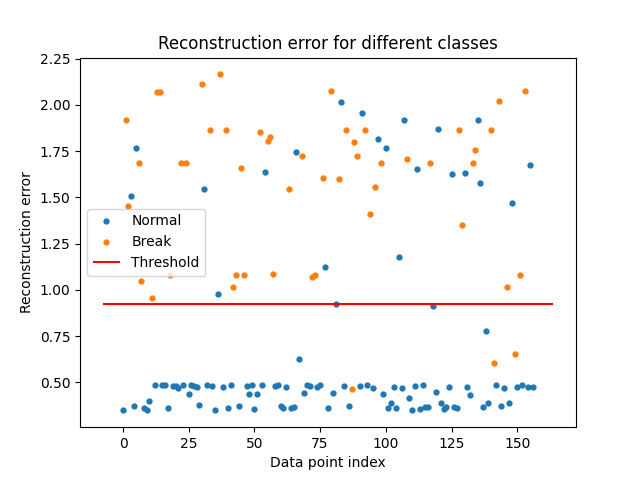 Reconstruction error for different classes
2.25
2.00
1.75
1.50
1.25
1.00
0.75
0.50
Reconstruction error
Normal
Break
Threshold
0 25 50 75 100 125 150
Data point index